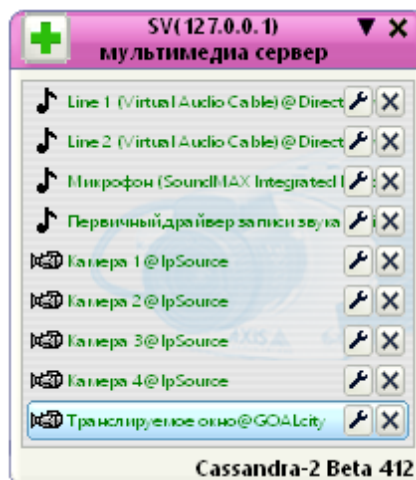 SV(127.0.0.1)
мультимедиа сервер
Line 1 (Virtual Audio Cable)@Direct
Line 2 (Virtual Audio Cable)@Direct
Микрофон (SoundMAX Integrated
Первичный драйвер записи звука
Камера 1@IpSource
Камера 2@IpSource
Камера 3@IpSource
Камера 4@IpSource
Транслируемое окно@GOALcity
AXIS
Cassandra-2 Beta 412